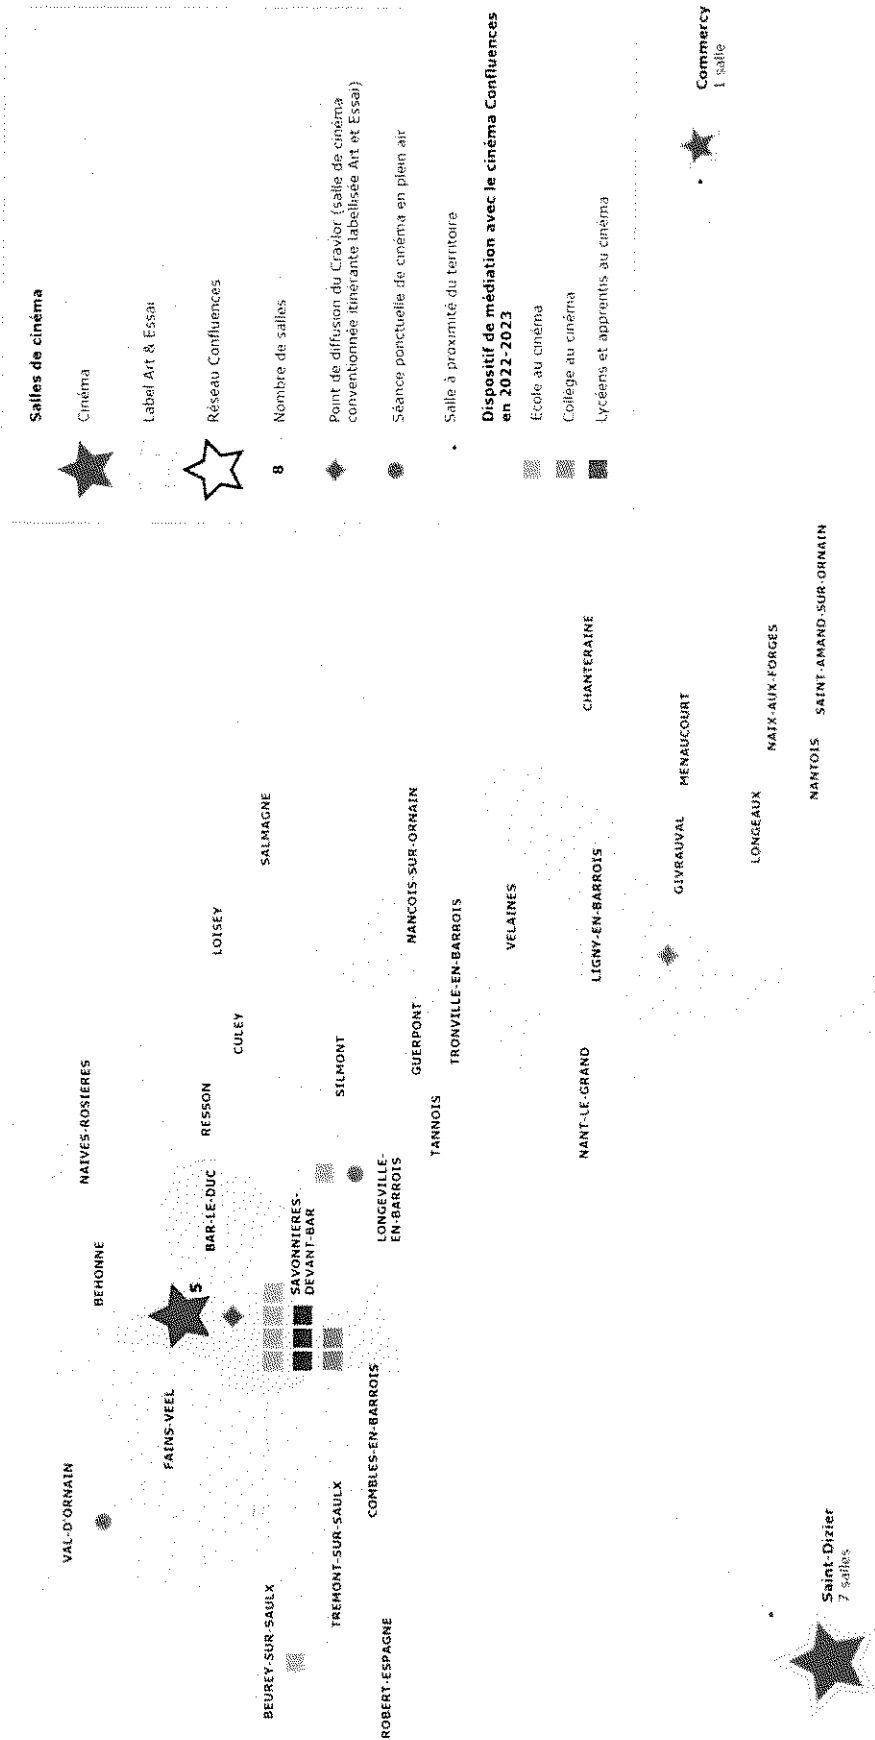 Salles de cinéma
Cinéma
Label Art & Essai
Réseau Confluences
8
Nombre de salles
Point de diffusion du Cravlor (salle de cinéma
conventionnée itinérante labellisée Art et Essai)
Séance ponctuelle de cinéma en plein air
Salle à proximité du territoire
Dispositif de médiation avec le cinéma Confluences
en 2022-2023
Ecole au cinéma
Collège au cinéma
Lycéens et apprentis au cinéma
Commercy
1 salle
VAL-D'ORNAIN
NAIVES-ROSIERES
BEHONNE
FAINS-VEEL
5
BAR-LE-DUC
RESSON
LOISEY
CULEY
SALMAGNE
BEUREY-SUR-SAULX
SAVONNIERES-
DEVANT-BAR
TREMONT-SUR-SAULX
SILMONT
COMBLES-EN-BARROIS
ROBERT-ESPAGNE
LONGEVILLE-
EN-BARROIS
GUERPONT
NANCOIS-SUR-ORNAIN
TANNOIS
TRONVILLE-EN-BARROIS
VELAINES
NANT-LE-GRAND
LIGNY-EN-BARROIS
CHANTERAINE
GIVRAUVAL
MENAUCOURT
LONGEAUX
NAIX-AUX-FORGES
NANTOIS
SAINT-AMAND-SUR-ORNAIN
Saint-Dizier
7 salles